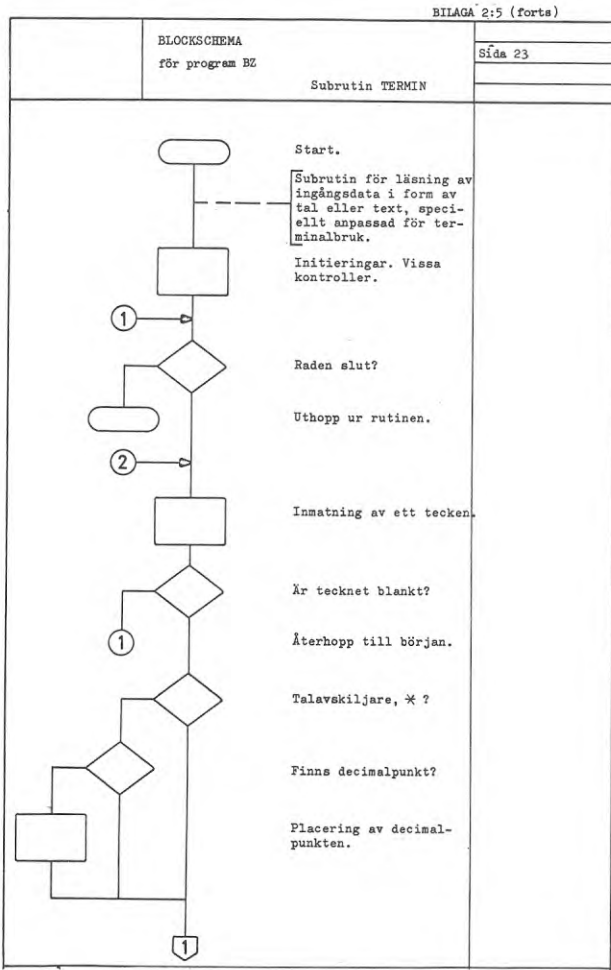 BILAGA 2:5 (forts)
BLOCKSCHEMA
för program BZ
Sida 23
Subrutin TERMIN
Start.
Subrutin för läsning av
ingångsdata i form av
tal eller text, speci-
ellt anpassad för ter-
minalbruk.
Initieringar. Vissa
kontroller.
1
Raden slut?
Uthopp ur rutinen.
2
Inmatning av ett tecken.
Är tecknet blankt?
1
Återhopp till början.
Talavskiljare, * ?
Finns decimalpunkt?
Placering av decimal-
punkten.
1